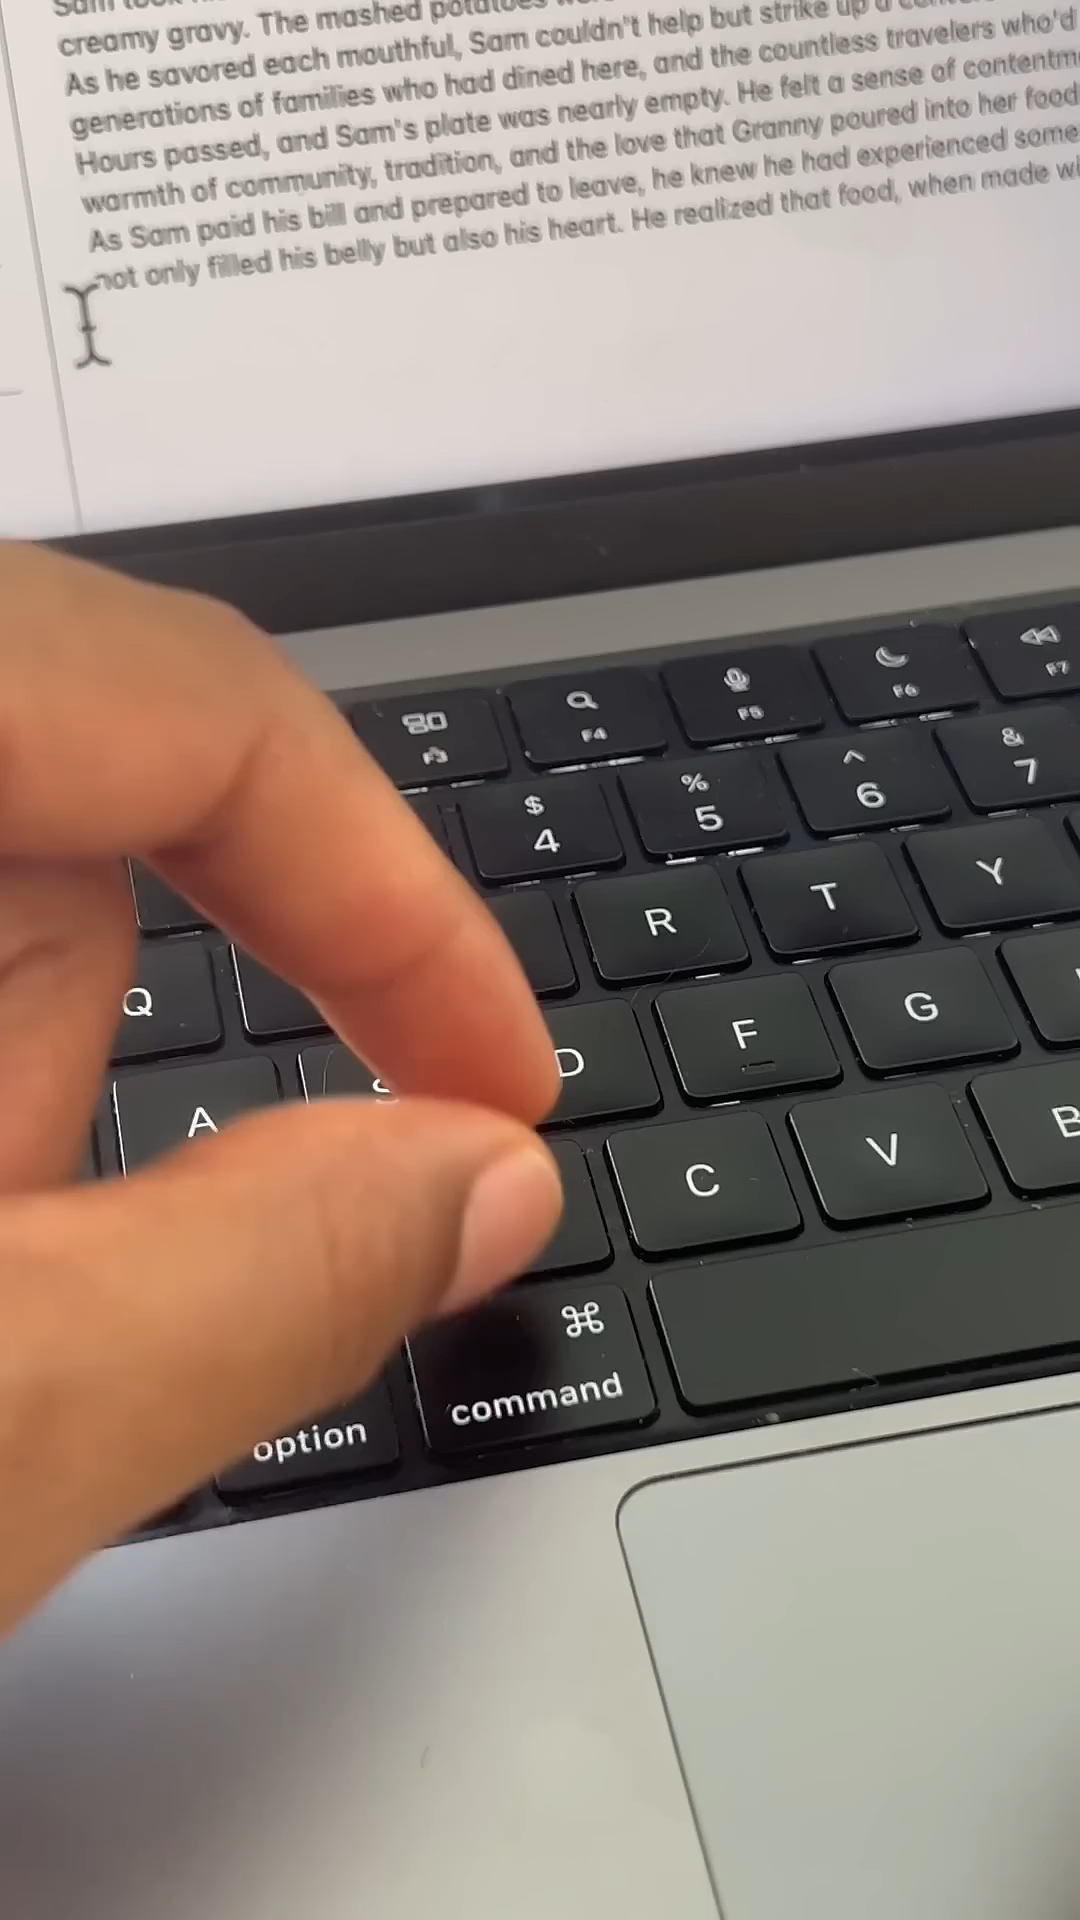 Sam took his
creamy gravy. The mashed potatoes
As he savored each mouthful, Sam couldn't help but strike up a
generations of families who had dined here, and the countless travelers who'd
Hours passed, and Sam's plate was nearly empty. He felt a sense of
warmth of community, tradition, and the love that Granny poured into her food
As Sam paid his bill and prepared to leave, he knew he had experienced
not only filled his belly but also his heart. He realized that food, when made
F3
F4
F5
F6
F7
$
4
%
5
^
6
&
7
R
T
Y
Q
D
F
G
A
S
C
V
B
⌘
option
command